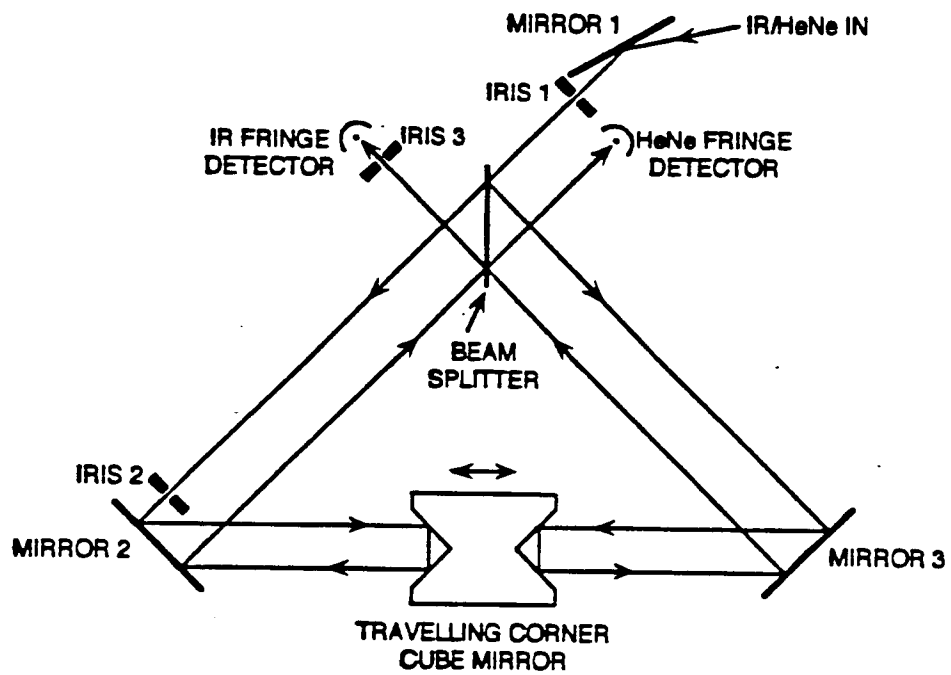 MIRROR 1
IR/HeNe IN
IRIS 1
IR FRINGE
DETECTOR
IRIS 3
HeNe FRINGE
DETECTOR
BEAM
SPLITTER
IRIS 2
MIRROR 2
MIRROR 3
TRAVELLING CORNER
CUBE MIRROR